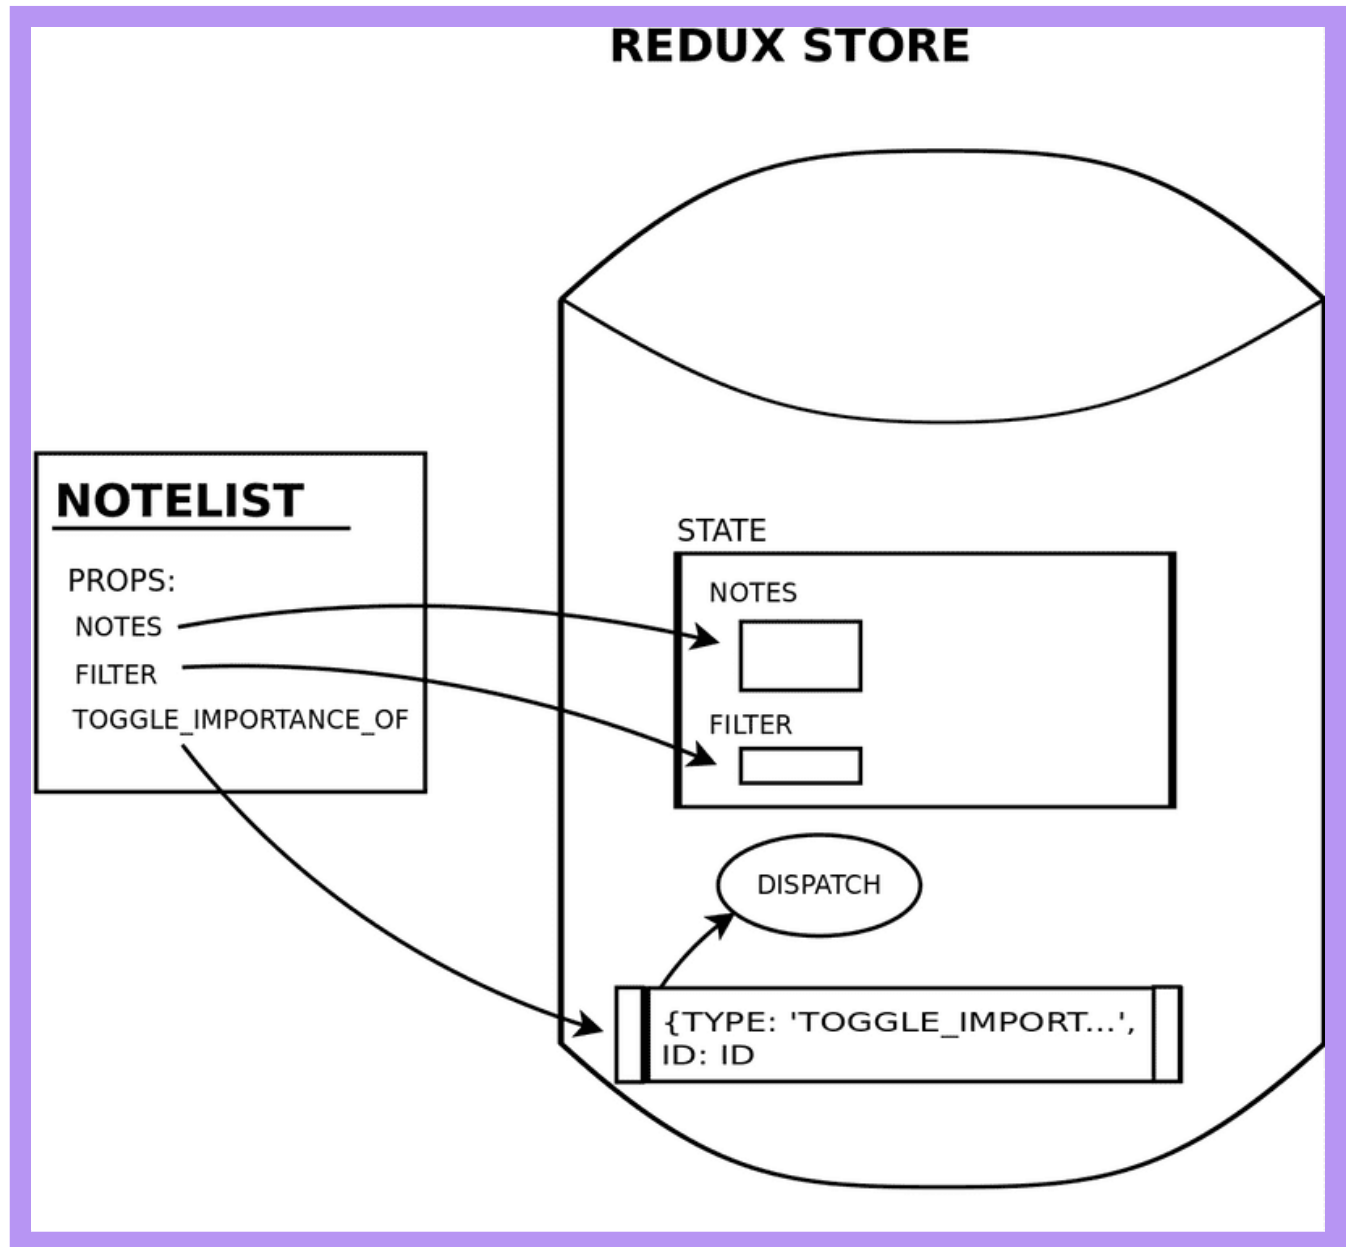 REDUX STORE
NOTELIST
PROPS:
NOTES
FILTER
TOGGLE_IMPORTANCE_OF
STATE
NOTES
FILTER
DISPATCH
{TYPE: 'TOGGLE_IMPORT...',
ID: ID